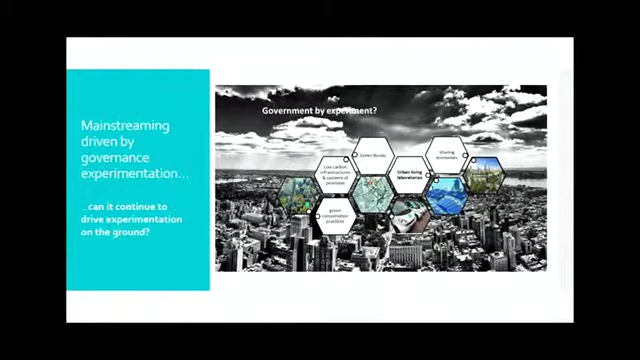 Mainstreaming
driven by
governance
experimentation...
...can it continue to
drive experimentation
on the ground?
Government by experiment?
Green Bonds
Low carbon
infrastructures
& systems of
provision
Urban living
laboratories
sharing
economies
green
consumption
practices